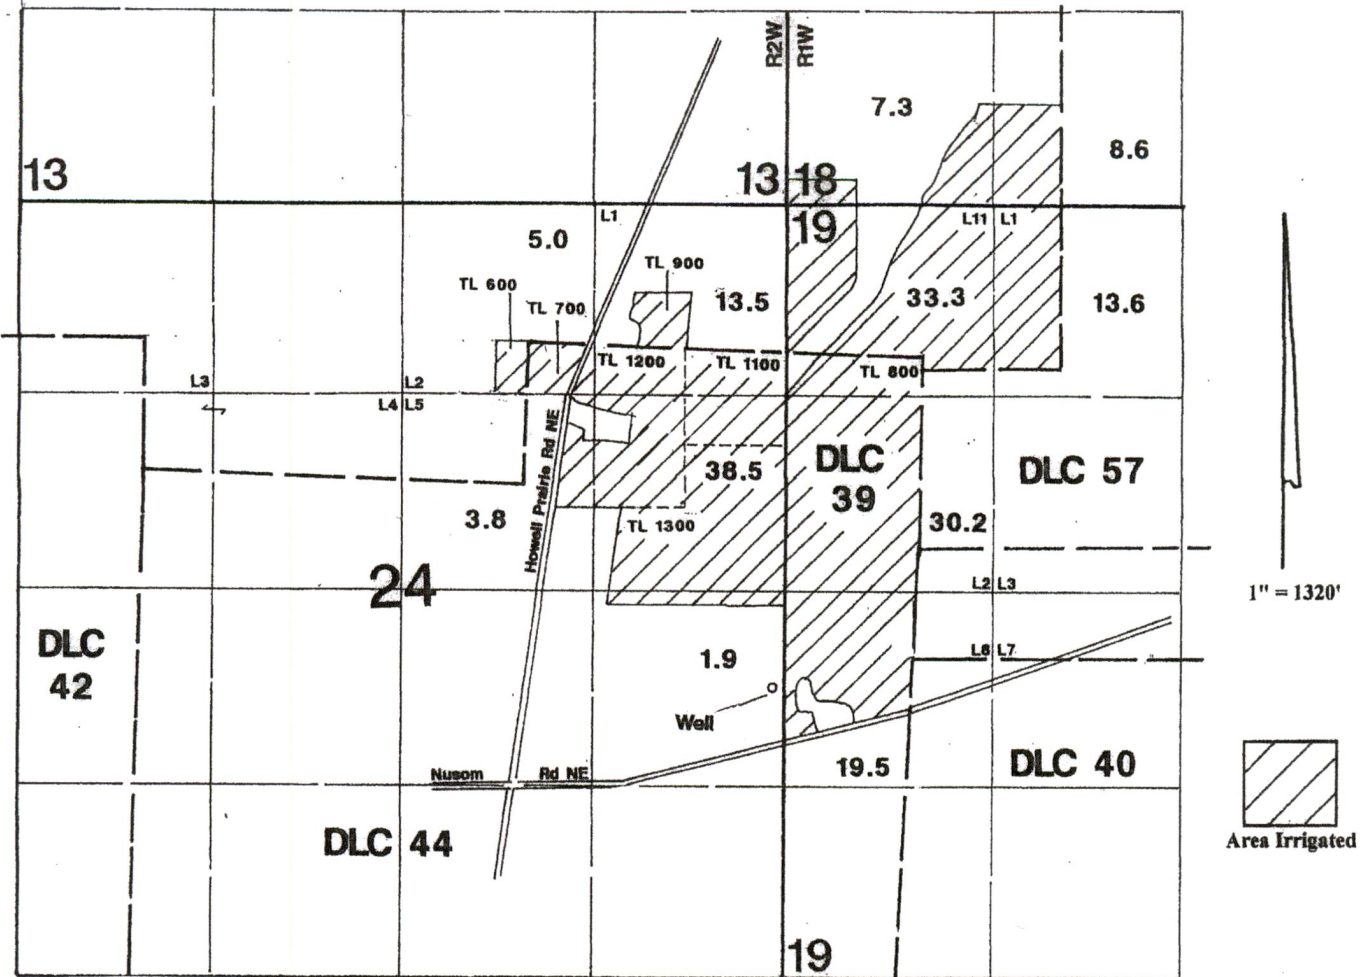 R2W
R1W
7.3
8.6
13
13
18
19
L1
L11
L1
5.0
TL 900
TL 600
13.5
33.3
13.6
TL 700
TL 1200
TL 1100
TL 800
L3
L2
L4
L5
Howell Prairie Rd NE
38.5
DLC
39
DLC 57
3.8
TL 1300
30.2
24
L2
L3
1" = 1320'
DLC
42
1.9
L6
L7
Well
Nusom Rd NE
19.5
DLC 40
DLC 44
Area Irrigated
19